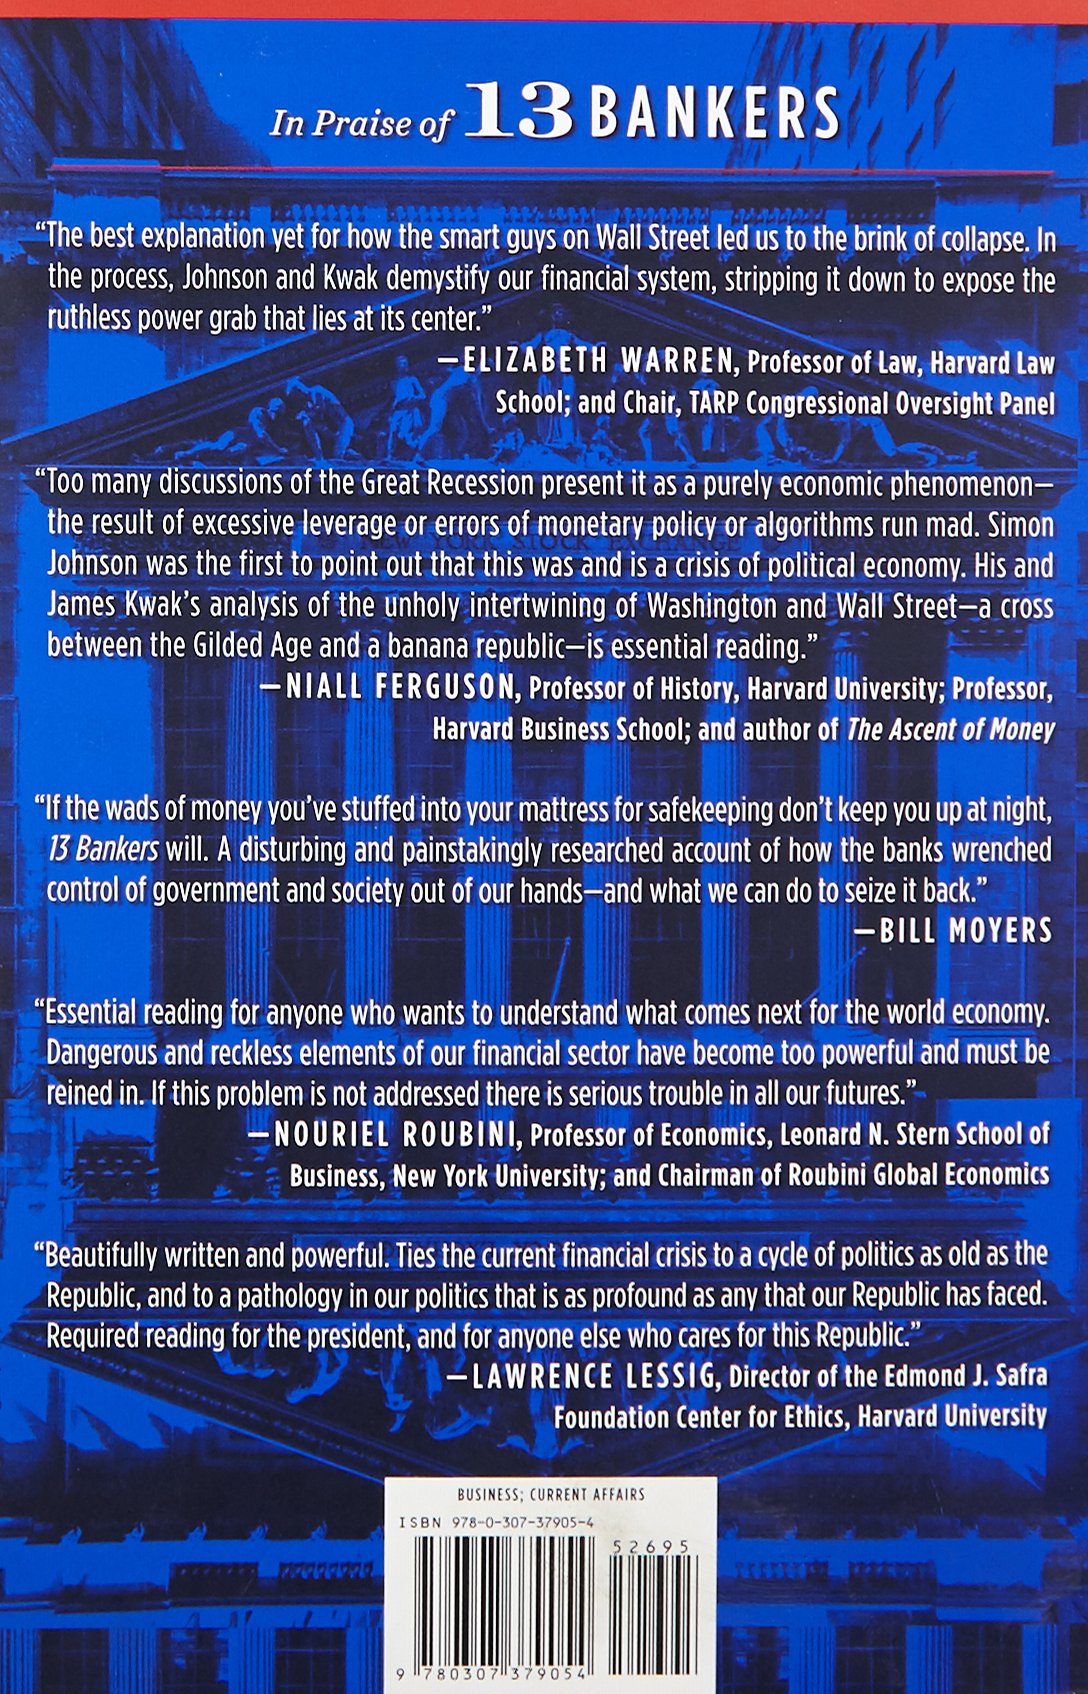 In Praise of 13 BANKERS
“The best explanation yet for how the smart guys on Wall Street led us to the brink of collapse. In
the process, Johnson and Kwak demystify our financial system, stripping it down to expose the
ruthless power grab that lies at its center.”
—ELIZABETH WARREN, Professor of Law, Harvard Law
School; and Chair, TARP Congressional Oversight Panel
“Too many discussions of the Great Recession present it as a purely economic phenomenon—
the result of excessive leverage or errors of monetary policy or algorithms run mad. Simon
Johnson was the first to point out that this was and is a crisis of political economy. His and
James Kwak’s analysis of the unholy intertwining of Washington and Wall Street—a cross
between the Gilded Age and a banana republic—is essential reading.”
—NIALL FERGUSON, Professor of History, Harvard University; Professor,
Harvard Business School; and author of The Ascent of Money
“If the wads of money you’ve stuffed into your mattress for safekeeping don’t keep you up at night,
13 Bankers will. A disturbing and painstakingly researched account of how the banks wrenched
control of government and society out of our hands—and what we can do to seize it back.”
—BILL MOYERS
“Essential reading for anyone who wants to understand what comes next for the world economy.
Dangerous and reckless elements of our financial sector have become too powerful and must be
reined in. If this problem is not addressed there is serious trouble in all our futures.”
—NOURIEL ROUBINI, Professor of Economics, Leonard N. Stern School of
Business, New York University; and Chairman of Roubini Global Economics
“Beautifully written and powerful. Ties the current financial crisis to a cycle of politics as old as the
Republic, and to a pathology in our politics that is as profound as any that our Republic has faced.
Required reading for the president, and for anyone else who cares for this Republic.”
—LAWRENCE LESSIG, Director of the Edmond J. Safra
Foundation Center for Ethics, Harvard University
BUSINESS; CURRENT AFFAIRS
ISBN 978-0-307-37905-4
52695
9 780307 379054